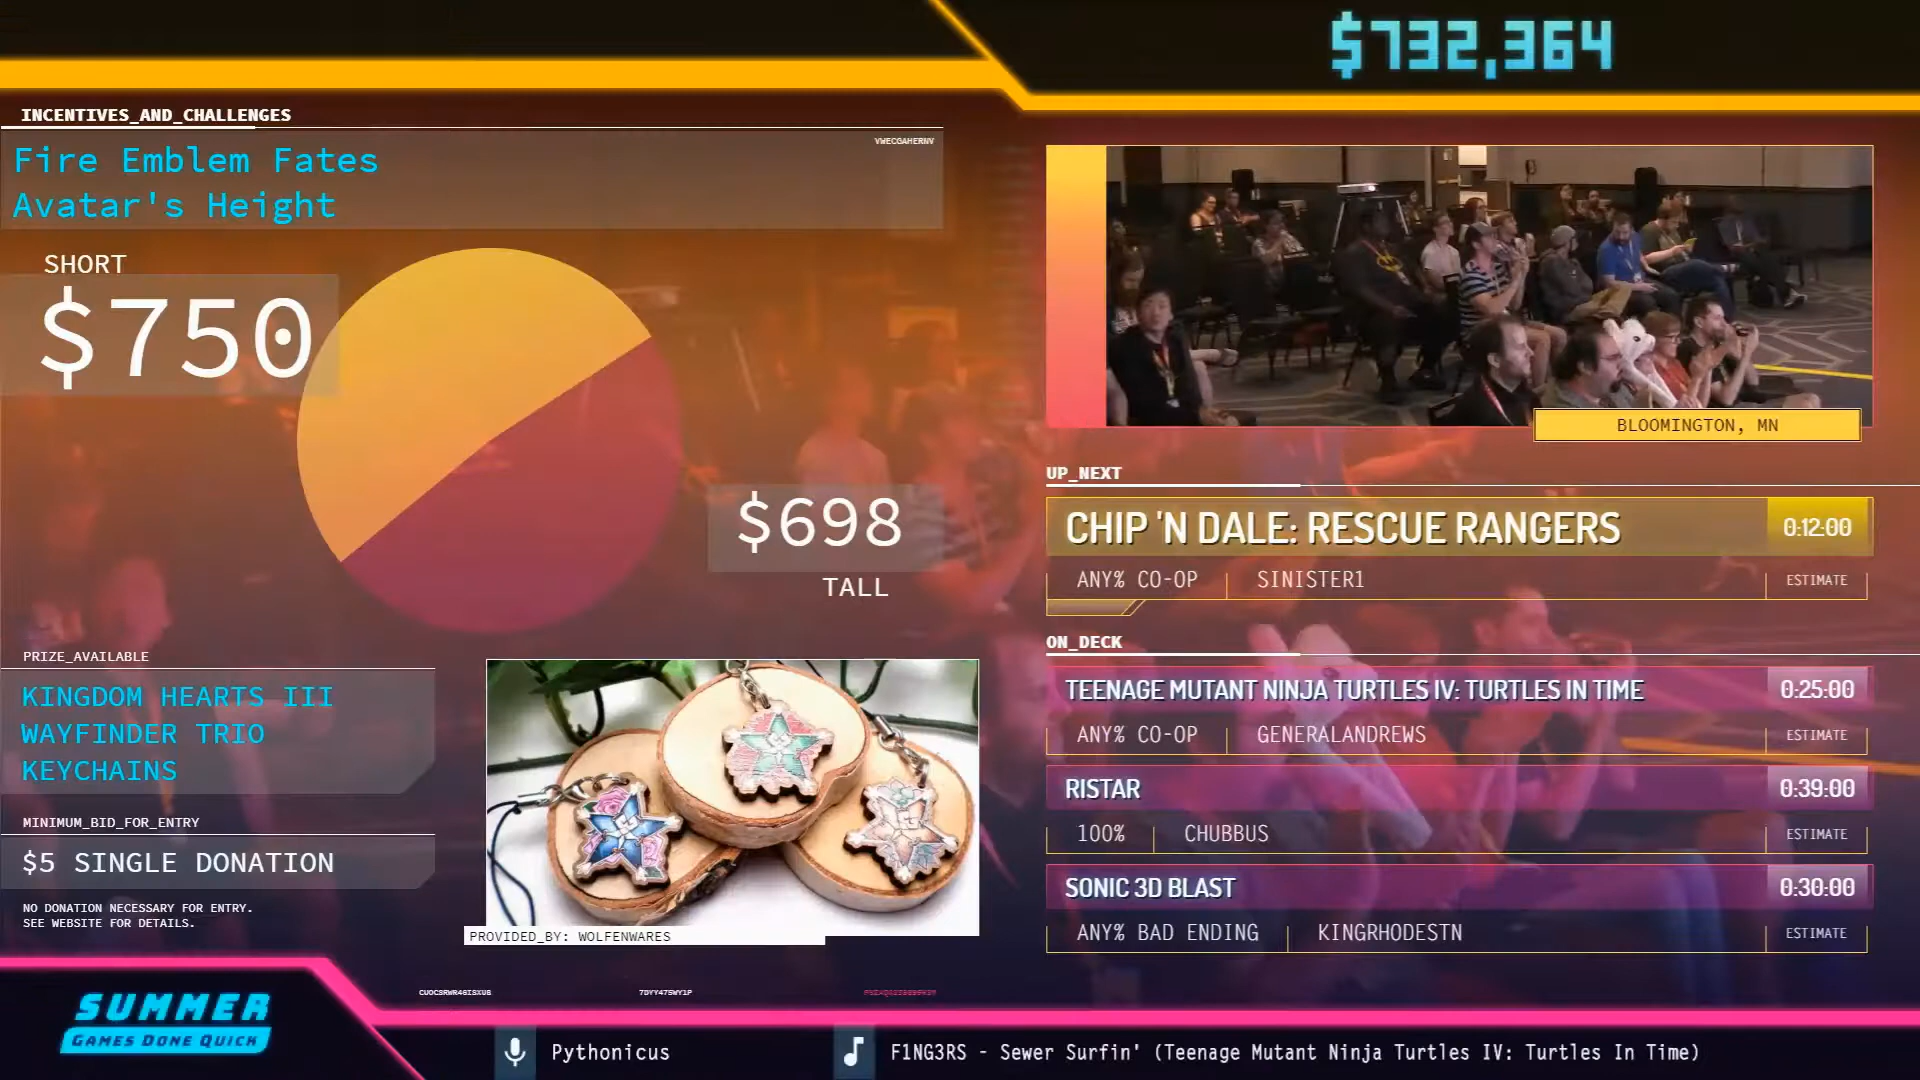 $732,364
INCENTIVES_AND_CHALLENGES
VWECGAHERNV
Fire Emblem Fates
Avatar's Height
SHORT
$750
$698
TALL
PRIZE_AVAILABLE
KINGDOM HEARTS III
WAYFINDER TRIO
KEYCHAINS
MINIMUM_BID_FOR_ENTRY
$5 SINGLE DONATION
NO DONATION NECESSARY FOR ENTRY.
SEE WEBSITE FOR DETAILS.
PROVIDED_BY: WOLFENWARES
BLOOMINGTON, MN
UP_NEXT
CHIP 'N DALE: RESCUE RANGERS 0:12:00
ANY% CO-OP SINISTER1 ESTIMATE
ON_DECK
TEENAGE MUTANT NINJA TURTLES IV: TURTLES IN TIME 0:25:00
ANY% CO-OP GENERALANDREWS ESTIMATE
RISTAR 0:39:00
100% CHUBBUS ESTIMATE
SONIC 3D BLAST 0:30:00
ANY% BAD ENDING KINGRHODESTN ESTIMATE
7DYY475WY1P
SUMMER
GAMES DONE QUICK
Pythonicus
F1NG3RS - Sewer Surfin' (Teenage Mutant Ninja Turtles IV: Turtles In Time)